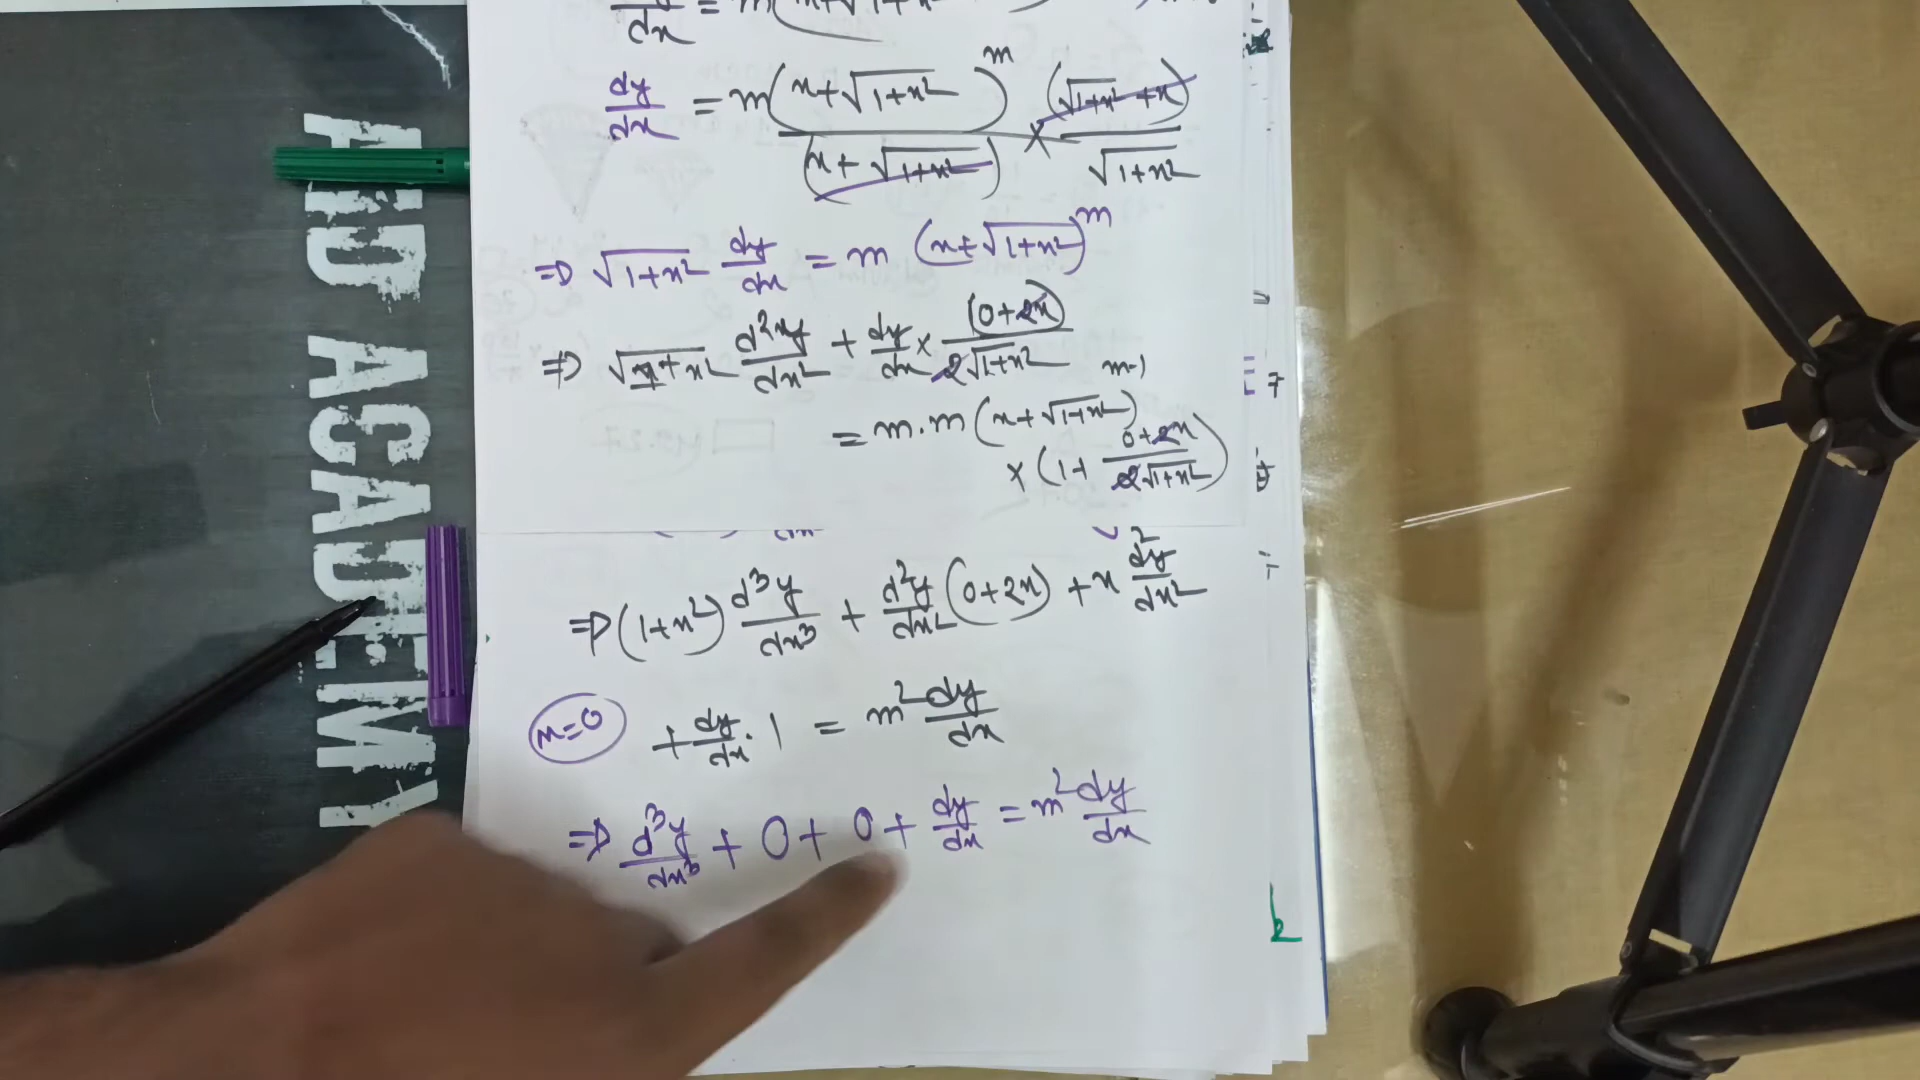 dy/dx = m(x+√1+x²)^m / (x+√1+x²) × (√1+x² + x) / √1+x²
⇒ √1+x² dy/dx = m (x+√1+x²)^m
⇒ √1+x² d²y/dx² + dy/dx × (0+2x) / 2√1+x²
= m.m (x+√1+x²)^m-1
× (1+ 0+2x / 2√1+x²)
⇒ (1+x²) d³y/dx³ + d²y/dx² (0+2x) + x d²y/dx²
x=0 + dy/dx . 1 = m² dy/dx
⇒ d³y/dx³ + 0 + 0 + dy/dx = m² dy/dx
ACADEMY